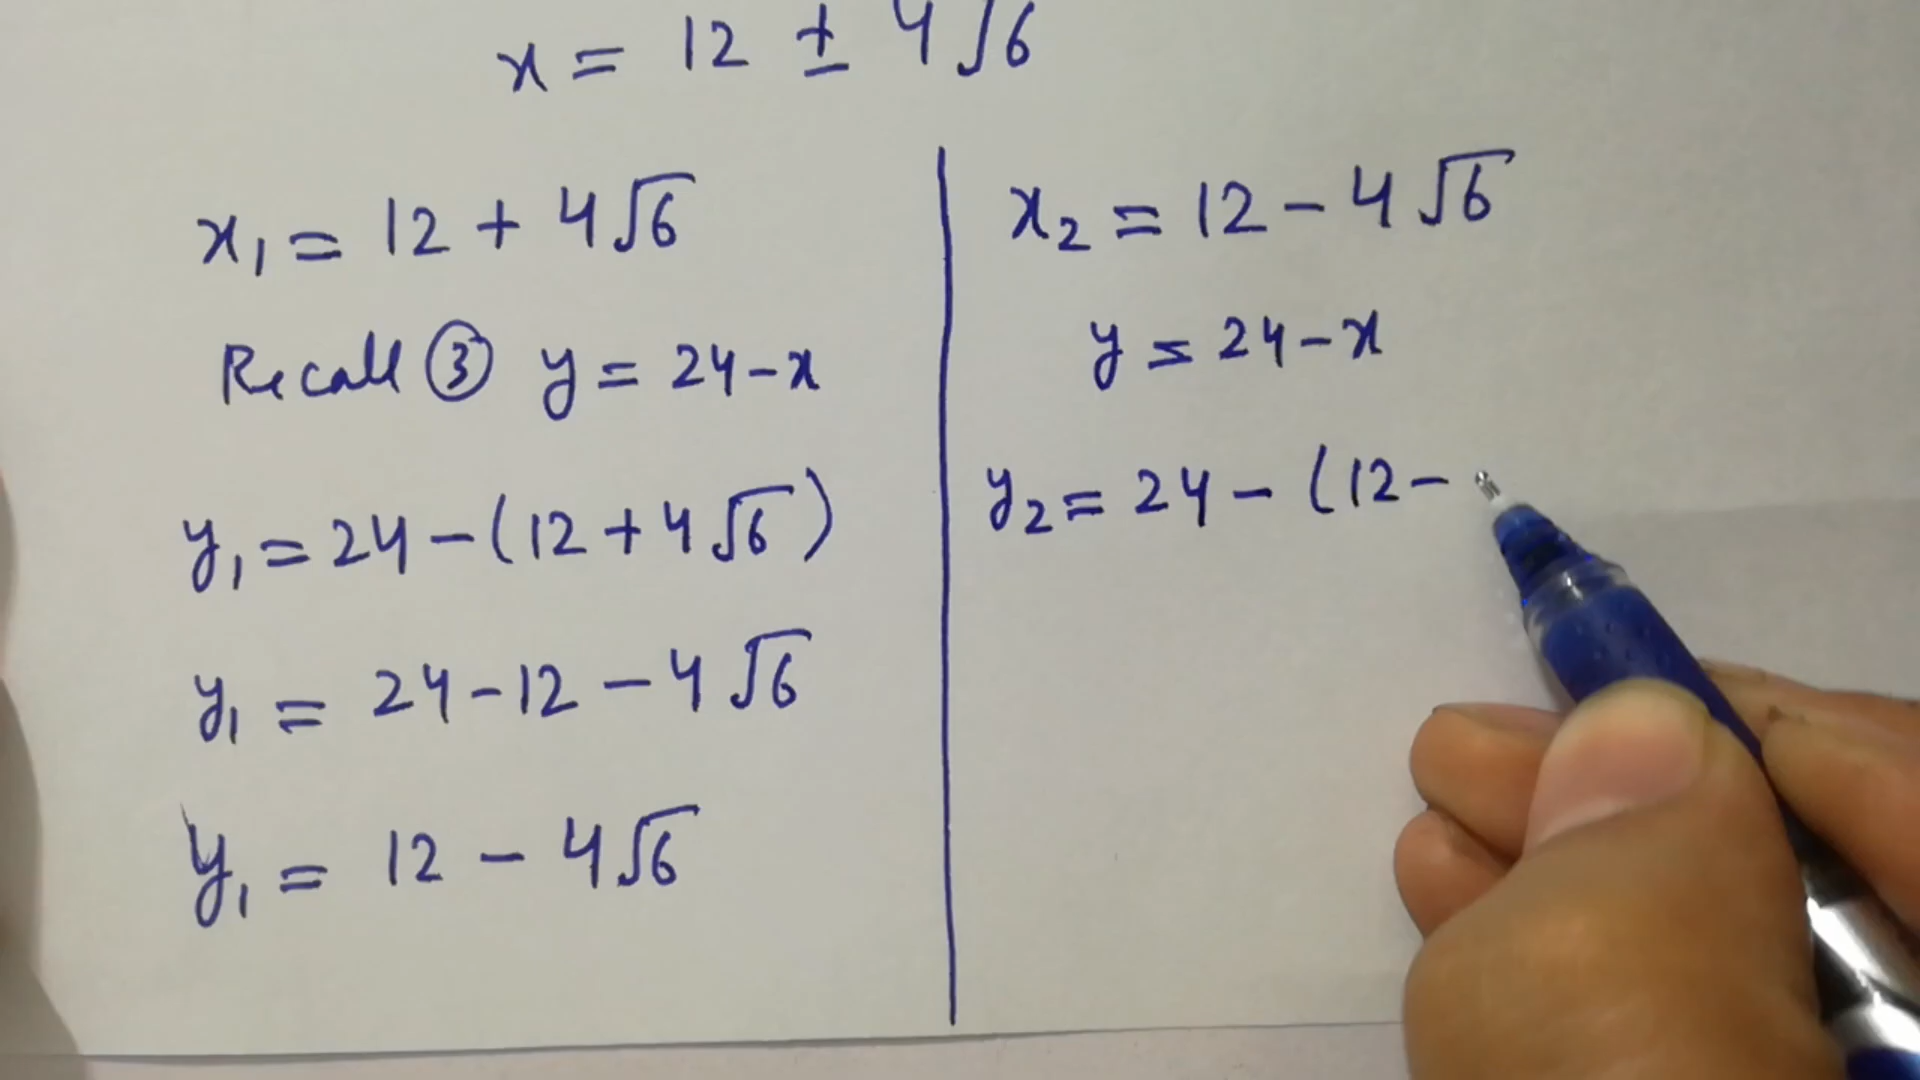 x = 12 ± 4√6
x₁ = 12 + 4√6
Recall ③ y = 24 - x
y₁ = 24 - (12 + 4√6)
y₁ = 24 - 12 - 4√6
y₁ = 12 - 4√6
x₂ = 12 - 4√6
y = 24 - x
y₂ = 24 - (12 -